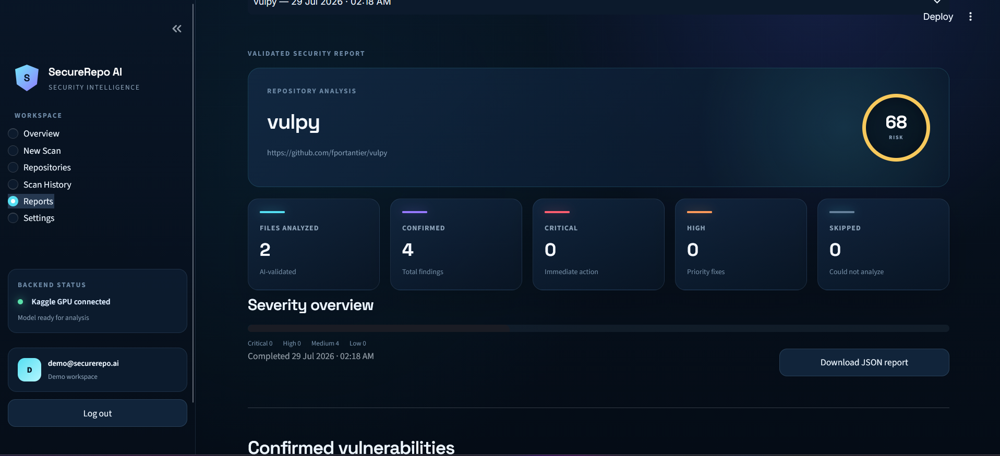 vulpy — 29 Jul 2026 · 02:18 AM
Deploy
SecureRepo AI
S
SECURITY INTELLIGENCE
WORKSPACE
Overview
New Scan
Repositories
Scan History
Reports
Settings
BACKEND STATUS
Kaggle GPU connected
Model ready for analysis
D
demo@securerepo.ai
Demo workspace
Log out
VALIDATED SECURITY REPORT
REPOSITORY ANALYSIS
vulpy
https://github.com/fportantier/vulpy
68
RISK
FILES ANALYZED
2
AI-validated
CONFIRMED
4
Total findings
CRITICAL
0
Immediate action
HIGH
0
Priority fixes
SKIPPED
0
Could not analyze
Severity overview
Critical 0 High 0 Medium 4 Low 0
Completed 29 Jul 2026 · 02:18 AM
Download JSON report
Confirmed vulnerabilities